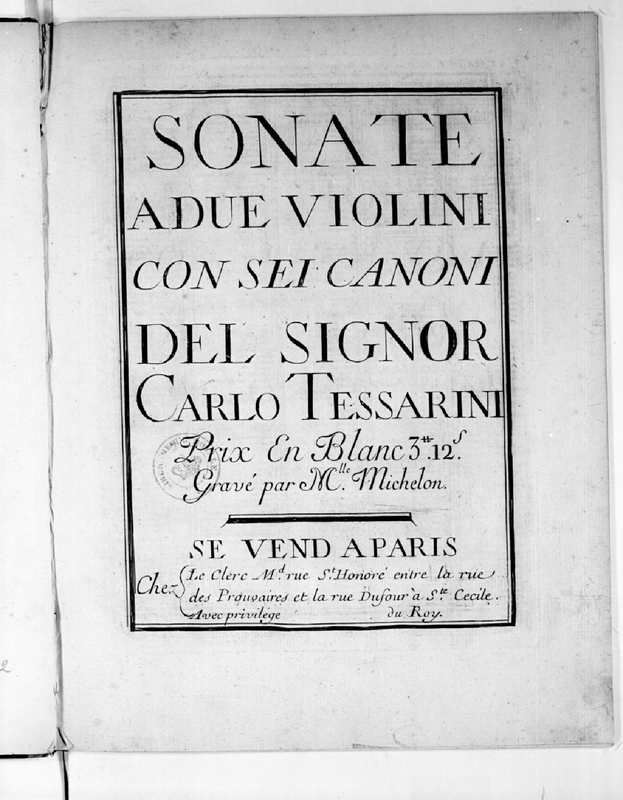 SONATE
A DUE VIOLINI
CON SEI CANONI
DEL SIGNOR
CARLO TESSARINI
Prix En Blanc 3.tt 12.s
Gravé par M.lle Michelon.
SE VEND A PARIS
Chez Le Clerc M.d rue S.t Honoré entre la rue
des Prouvaires et la rue Dufour à S.te Cecile.
Avec privilége du Roy.
2